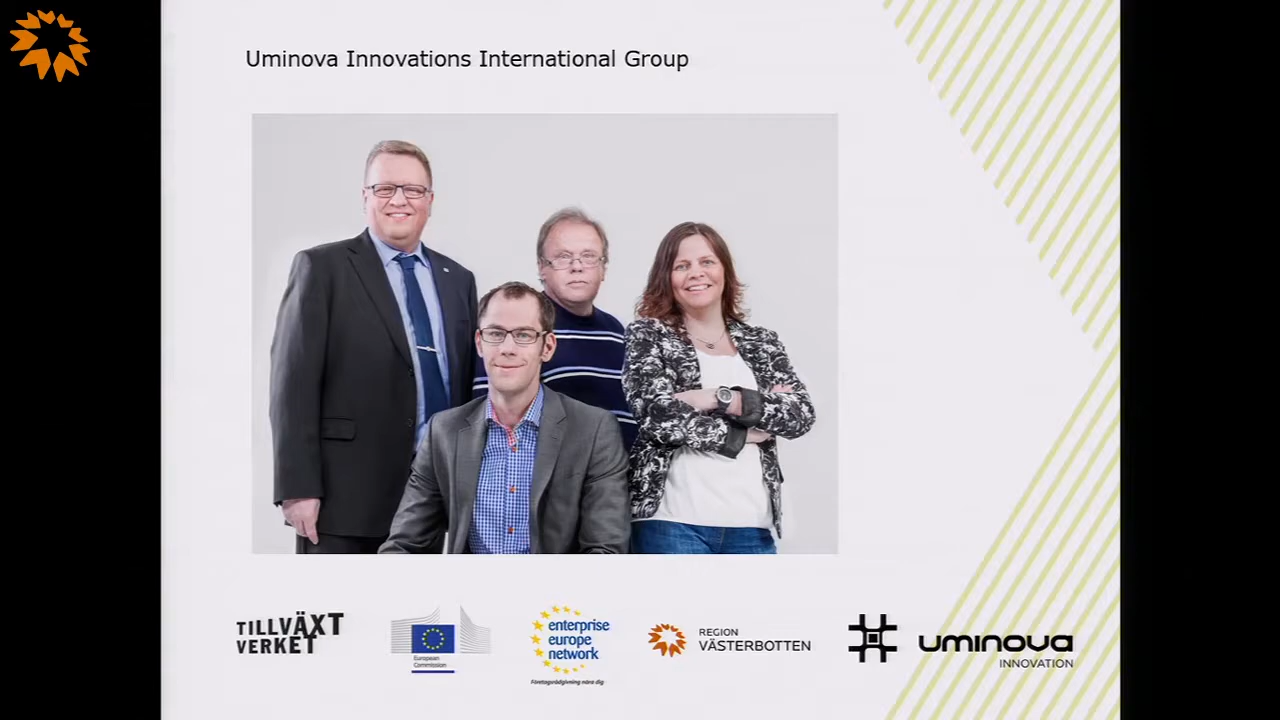 Uminova Innovations International Group
TILLVÄXT
VERKET
European
Commission
enterprise
europe
network
Företagsrådgivning nära dig
REGION
VÄSTERBOTTEN
uminova
INNOVATION